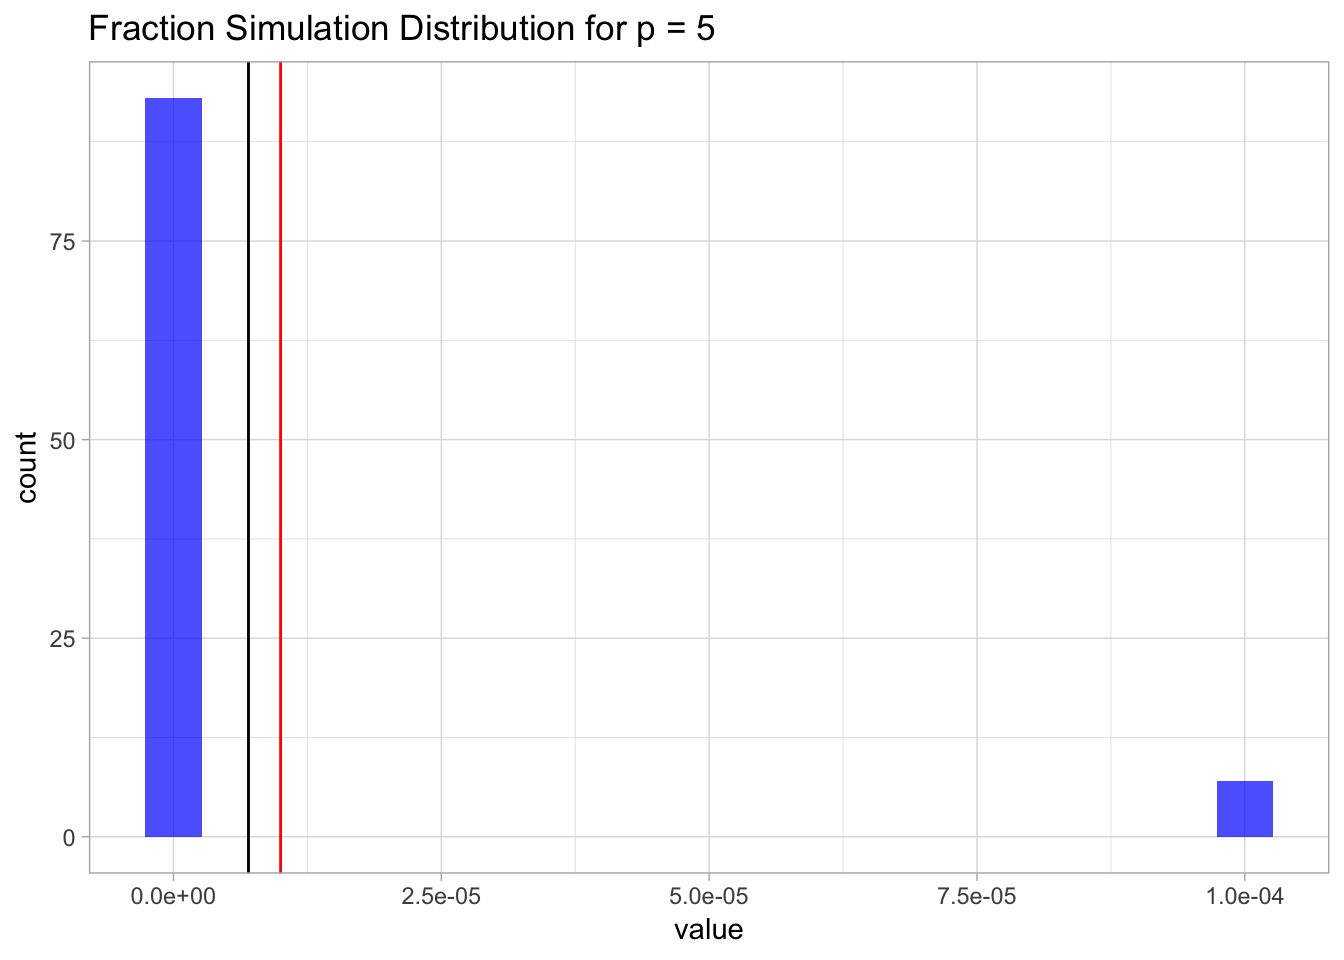 Fraction Simulation Distribution for p = 5
75
50
25
0
count
0.0e+00 2.5e-05 5.0e-05 7.5e-05 1.0e-04
value